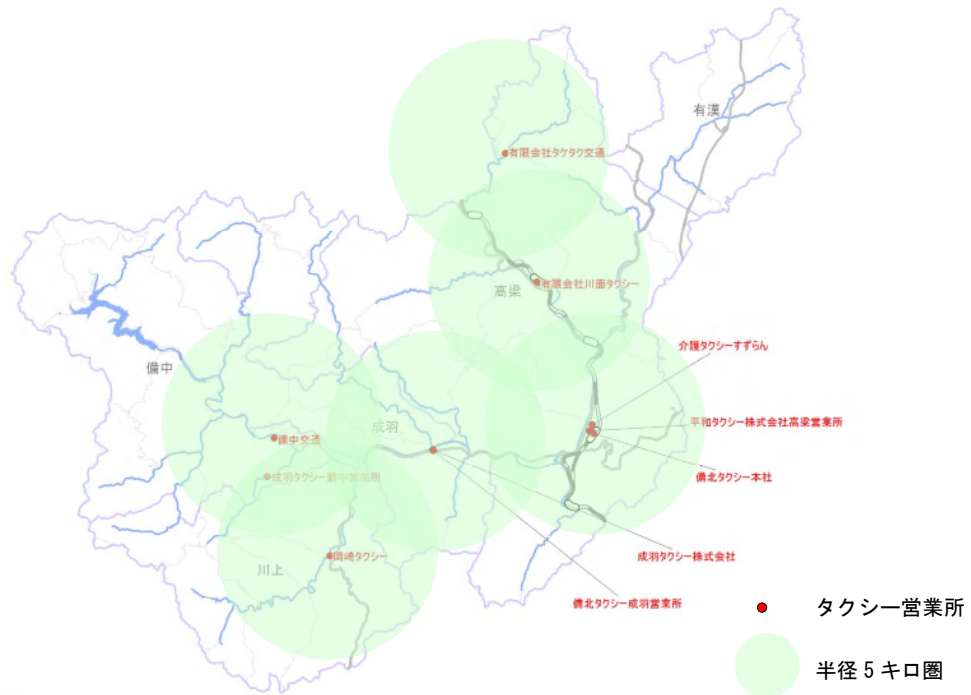 有漢
有限会社タケタク交通
有限会社川面タクシー
高梁
介護タクシーすずらん
備中
平和タクシー株式会社高梁営業所
成羽
備中交通
成羽タクシー備中営業所
備北タクシー本社
岡崎タクシー
成羽タクシー株式会社
川上
備北タクシー成羽営業所
タクシー営業所
半径5キロ圏